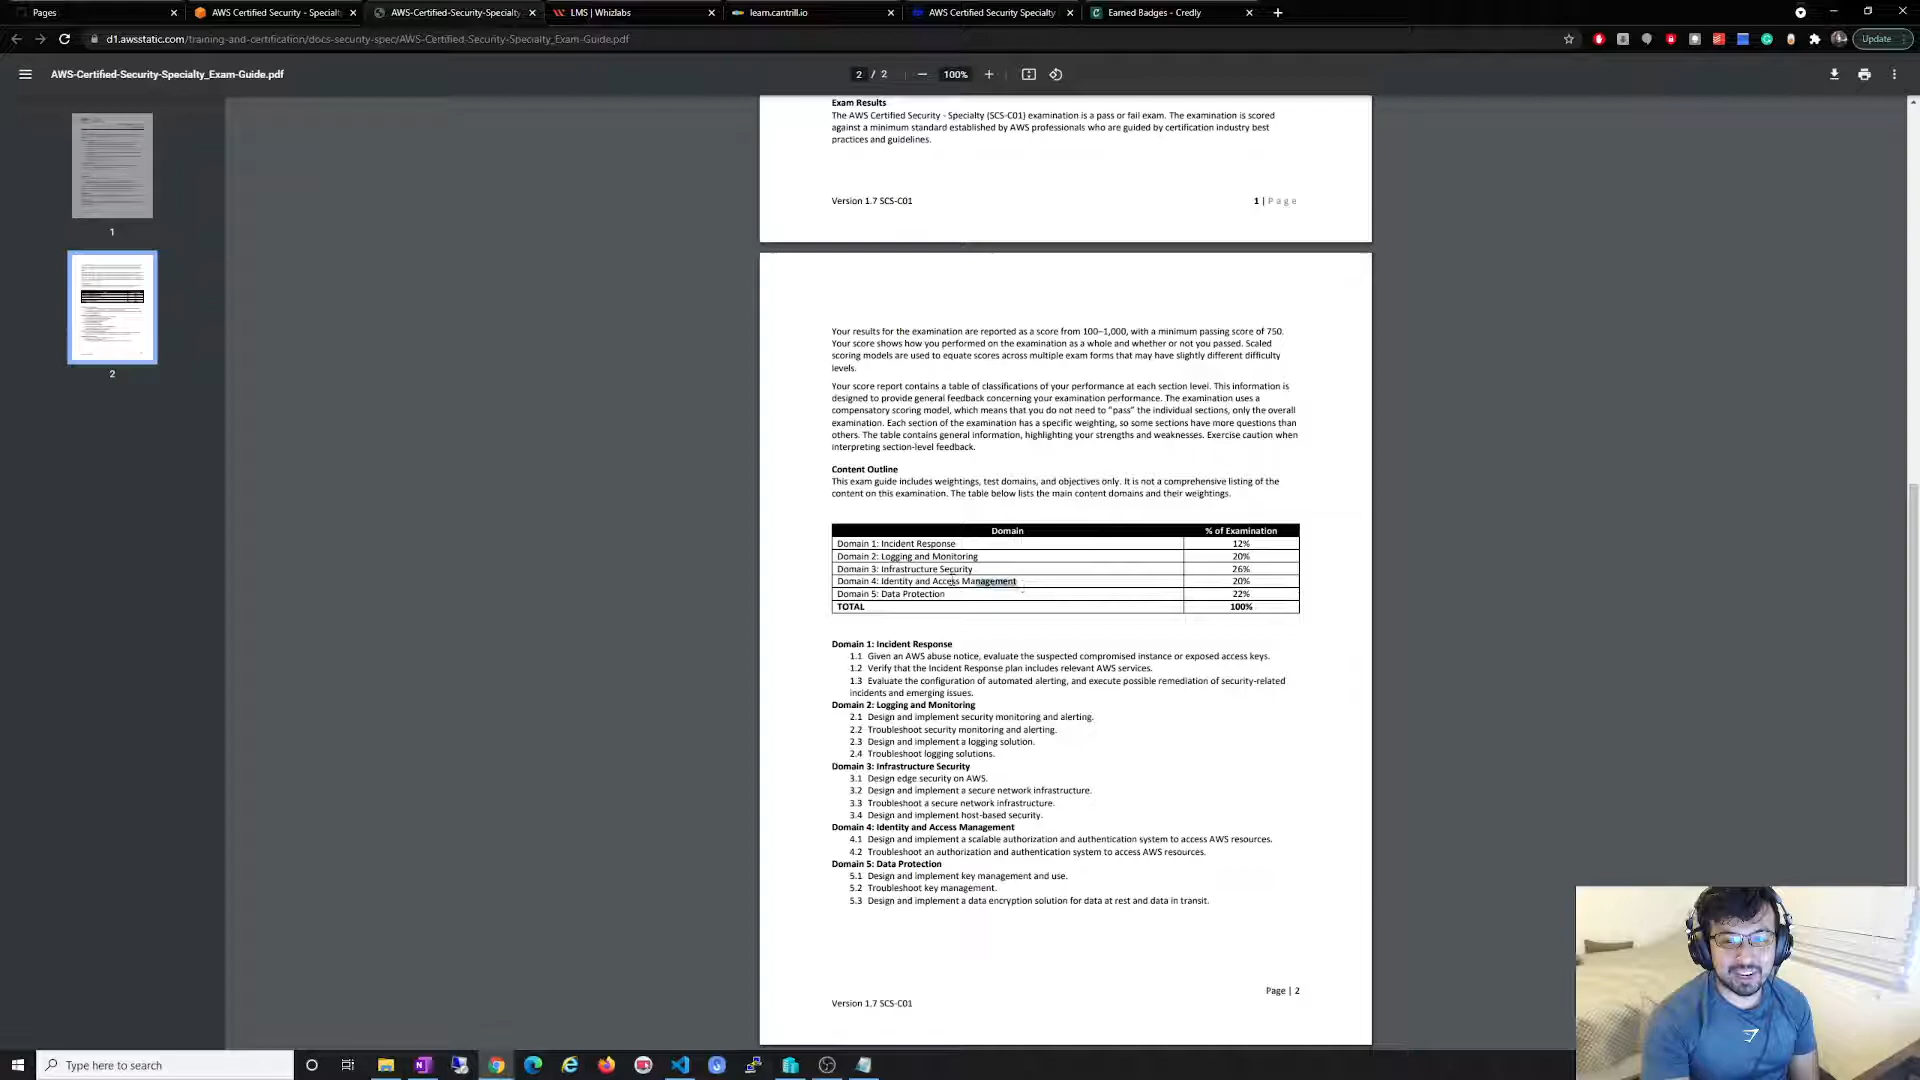 Pages
AWS Certified Security - Special
AWS-Certified-Security-Specialty
LMS | Whizlabs
learn.cantrill.io
AWS Certified Security Specialty
Earned Badges - Credly
d1.awsstatic.com/training-and-certification/docs-security-spec/AWS-Certified-Security-Specialty_Exam-Guide.pdf
Update
AWS-Certified-Security-Specialty_Exam-Guide.pdf
2 / 2
100%
1
2
Exam Results
The AWS Certified Security - Specialty (SCS-C01) examination is a pass or fail exam. The examination is scored
against a minimum standard established by AWS professionals who are guided by certification industry best
practices and guidelines.
Version 1.7 SCS-C01
1 | Page
Your results for the examination are reported as a score from 100–1,000, with a minimum passing score of 750.
Your score shows how you performed on the examination as a whole and whether or not you passed. Scaled
scoring models are used to equate scores across multiple exam forms that may have slightly different difficulty
levels.
Your score report contains a table of classifications of your performance at each section level. This information is
designed to provide general feedback concerning your examination performance. The examination uses a
compensatory scoring model, which means that you do not need to “pass” the individual sections, only the overall
examination. Each section of the examination has a specific weighting, so some sections have more questions than
others. The table contains general information, highlighting your strengths and weaknesses. Exercise caution when
interpreting section-level feedback.
Content Outline
This exam guide includes weightings, test domains, and objectives only. It is not a comprehensive listing of the
content on this examination. The table below lists the main content domains and their weightings.
Domain % of Examination
Domain 1: Incident Response 12%
Domain 2: Logging and Monitoring 20%
Domain 3: Infrastructure Security 26%
Domain 4: Identity and Access Management 20%
Domain 5: Data Protection 22%
TOTAL 100%
Domain 1: Incident Response
1.1 Given an AWS abuse notice, evaluate the suspected compromised instance or exposed access keys.
1.2 Verify that the Incident Response plan includes relevant AWS services.
1.3 Evaluate the configuration of automated alerting, and execute possible remediation of security-related
incidents and emerging issues.
Domain 2: Logging and Monitoring
2.1 Design and implement security monitoring and alerting.
2.2 Troubleshoot security monitoring and alerting.
2.3 Design and implement a logging solution.
2.4 Troubleshoot logging solutions.
Domain 3: Infrastructure Security
3.1 Design edge security on AWS.
3.2 Design and implement a secure network infrastructure.
3.3 Troubleshoot a secure network infrastructure.
3.4 Design and implement host-based security.
Domain 4: Identity and Access Management
4.1 Design and implement a scalable authorization and authentication system to access AWS resources.
4.2 Troubleshoot an authorization and authentication system to access AWS resources.
Domain 5: Data Protection
5.1 Design and implement key management and use.
5.2 Troubleshoot key management.
5.3 Design and implement a data encryption solution for data at rest and data in transit.
Page | 2
Version 1.7 SCS-C01
Type here to search